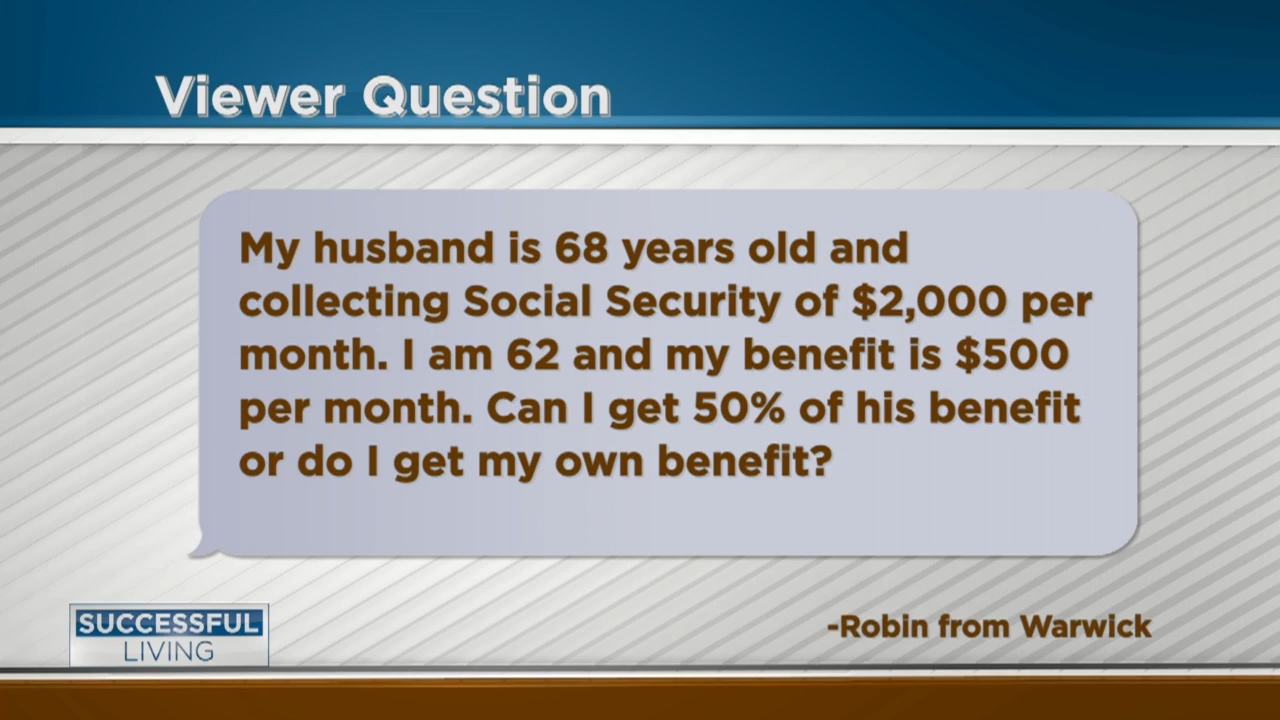 Viewer Question
My husband is 68 years old and
collecting Social Security of $2,000 per
month. I am 62 and my benefit is $500
per month. Can I get 50% of his benefit
or do I get my own benefit?
-Robin from Warwick
SUCCESSFUL
LIVING